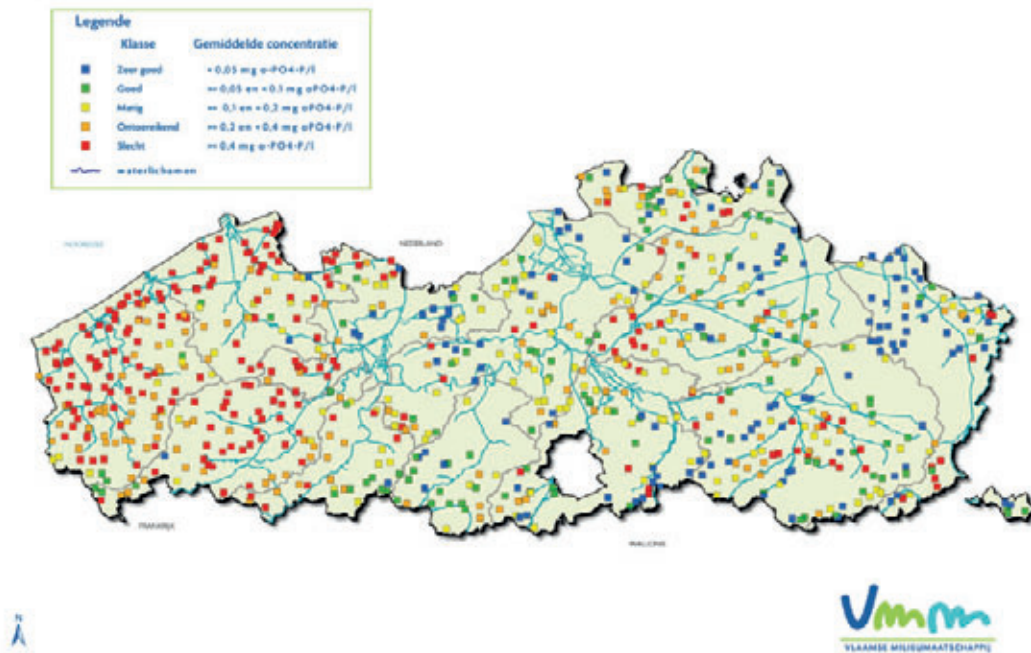 Legende
Klasse Gemiddelde concentratie
Zeer goed < 0,05 mg o-PO4-P/l
Goed >= 0,05 en < 0,1 mg oPO4-P/l
Matig >= 0,1 en < 0,2 mg oPO4-P/l
Ontoereikend >= 0,2 en < 0,4 mg oPO4-P/l
Slecht >= 0,4 mg o-PO4-P/l
waterlichamen
NOORDZEE
NEDERLAND
FRANKRIJK
WALLONIE
N
Vmm
VLAAMSE MILIEUMAATSCHAPPIJ